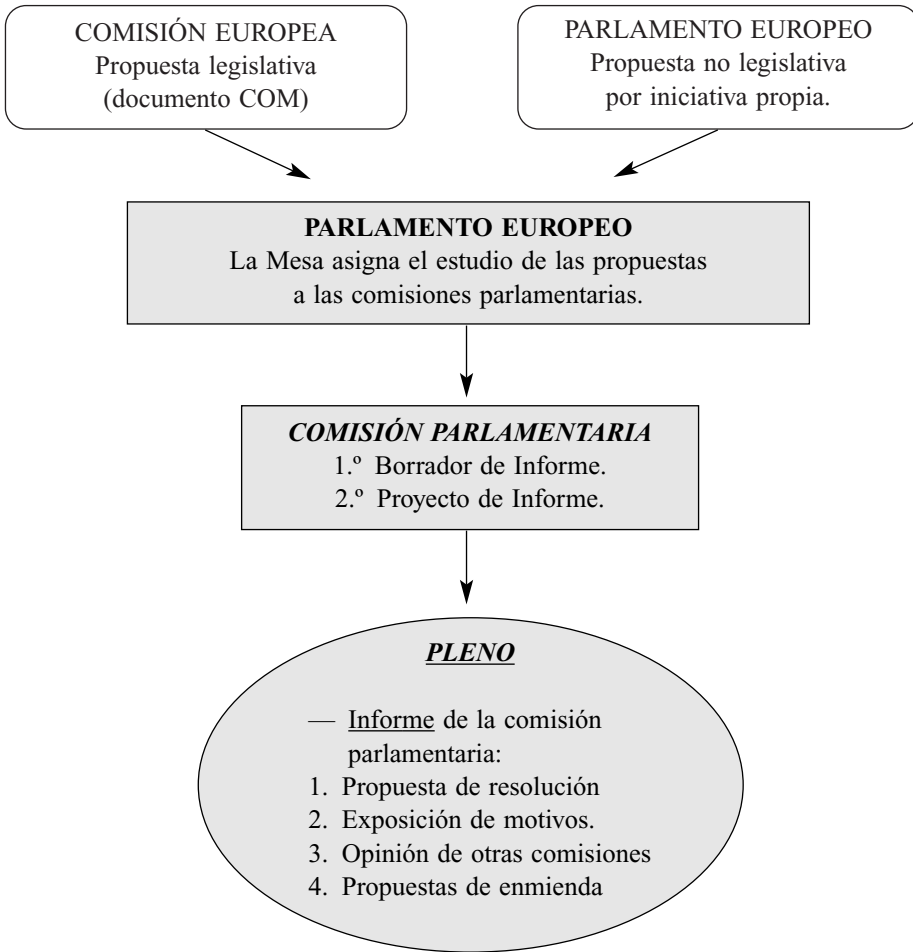 COMISIÓN EUROPEA
Propuesta legislativa
(documento COM)
PARLAMENTO EUROPEO
Propuesta no legislativa
por iniciativa propia.
PARLAMENTO EUROPEO
La Mesa asigna el estudio de las propuestas
a las comisiones parlamentarias.
COMISIÓN PARLAMENTARIA
1.º Borrador de Informe.
2.º Proyecto de Informe.
PLENO
— Informe de la comisión
parlamentaria:
1. Propuesta de resolución
2. Exposición de motivos.
3. Opinión de otras comisiones
4. Propuestas de enmienda